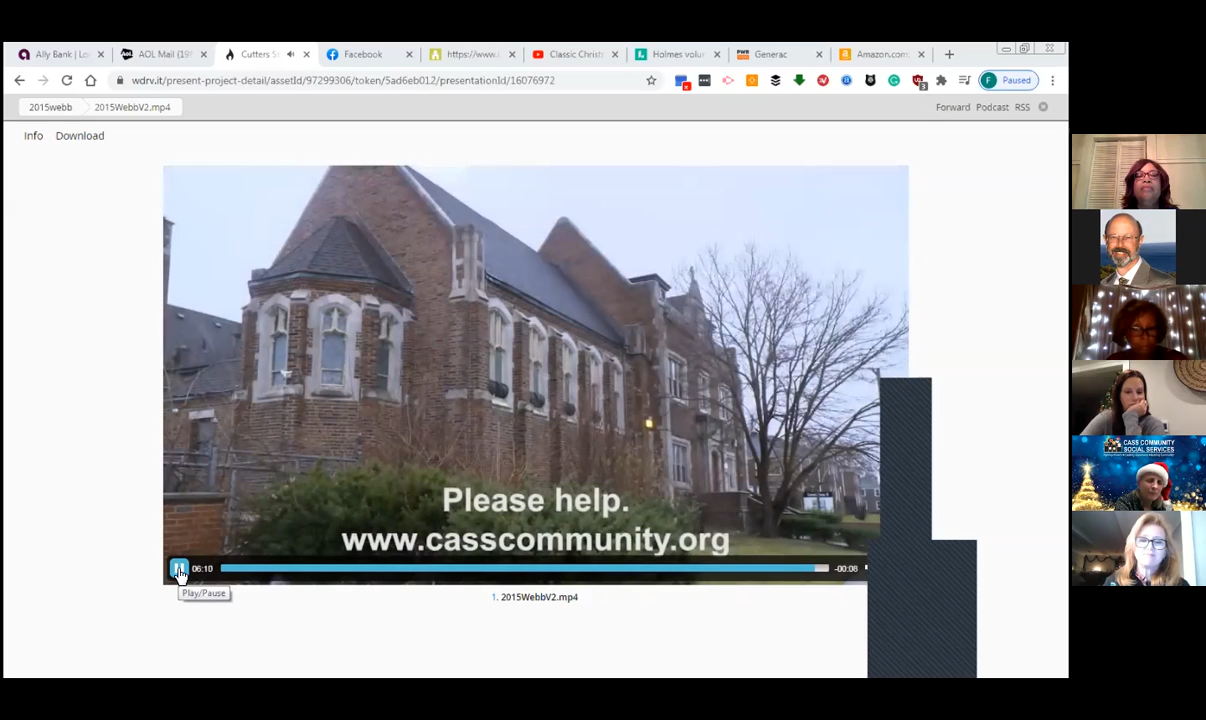 Ally Bank | Lo
AOL Mail (19
Cutters S
Facebook
https://www.i
Classic Christ
Holmes volu
Generac
Amazon.com
wdrv.it/present-project-detail/assetId/97299306/token/5ad6eb012/presentationId/16076972
Paused
2015webb
2015WebbV2.mp4
Forward
Podcast
RSS
Info
Download
Please help.
www.casscommunity.org
06:10
-00:08
Play/Pause
1. 2015WebbV2.mp4
CASS COMMUNITY
SOCIAL SERVICES